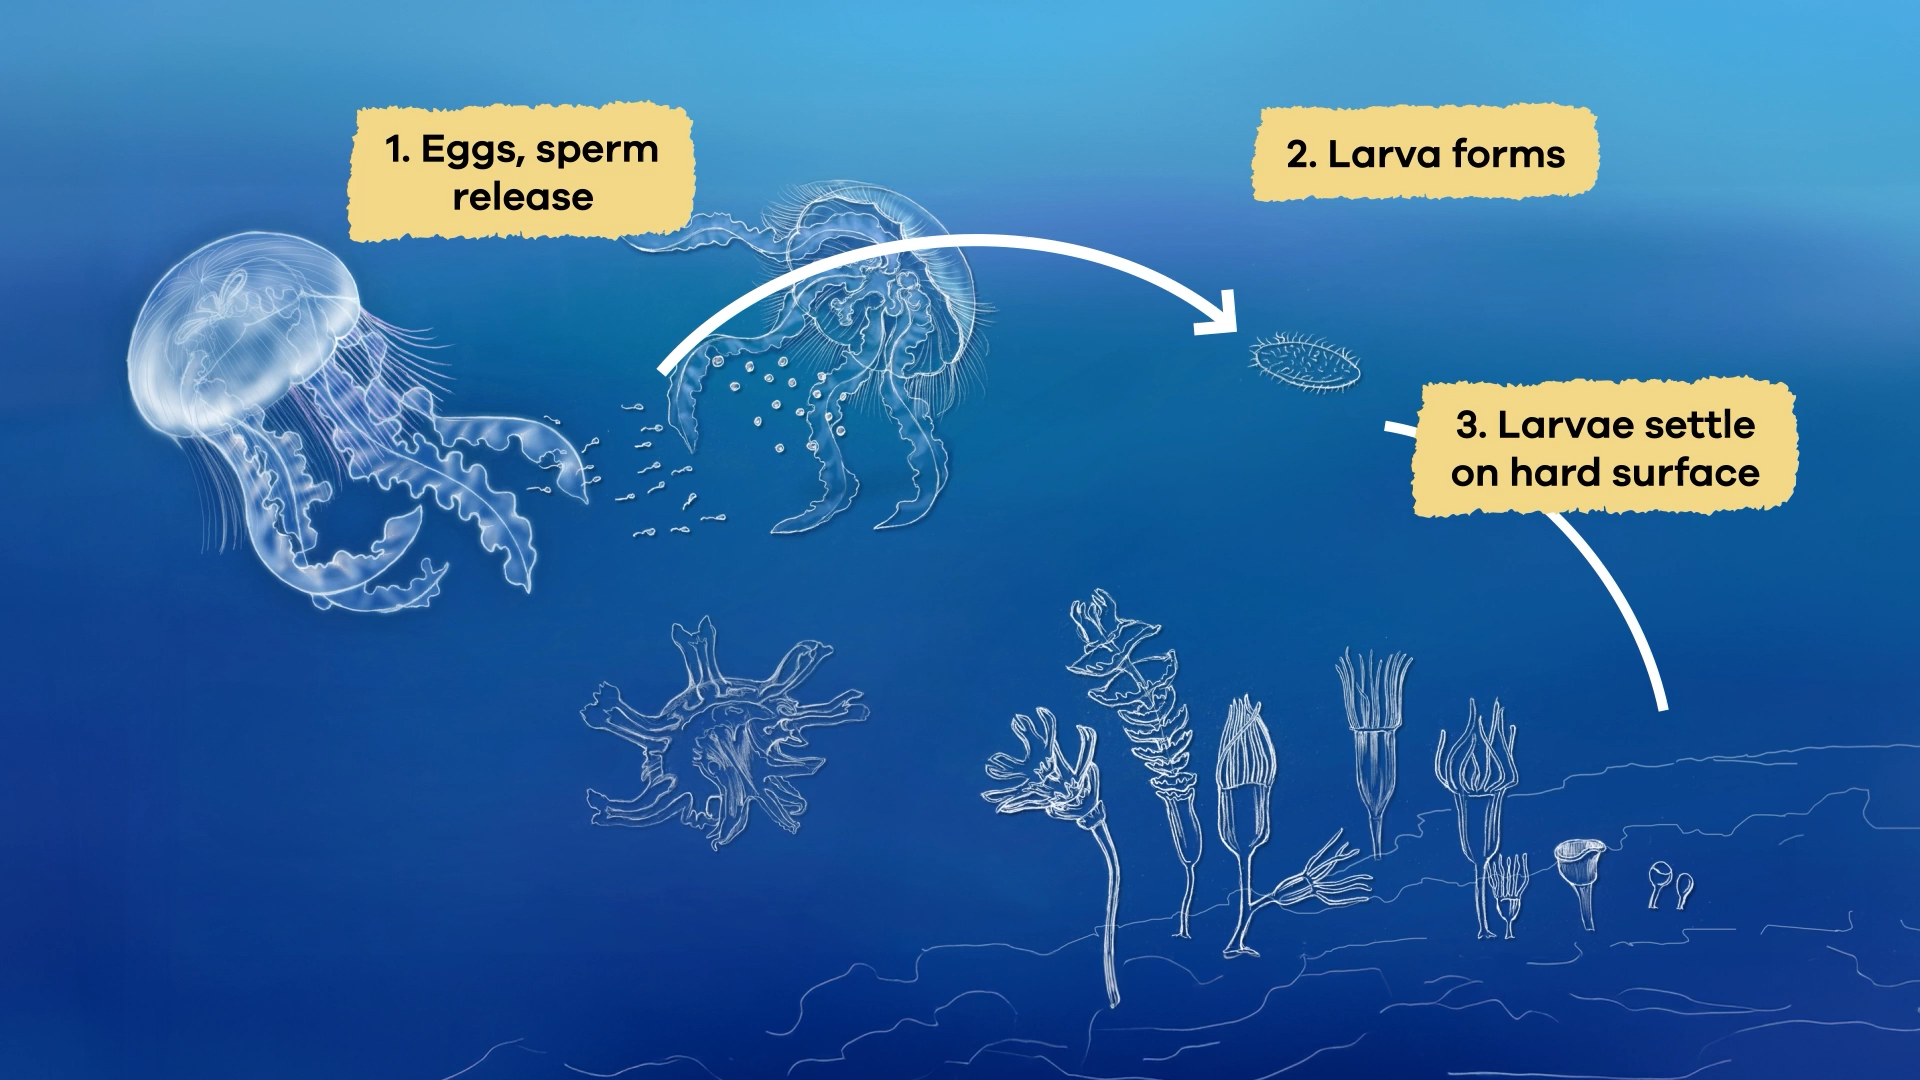 1. Eggs, sperm
release
2. Larva forms
3. Larvae settle
on hard surface